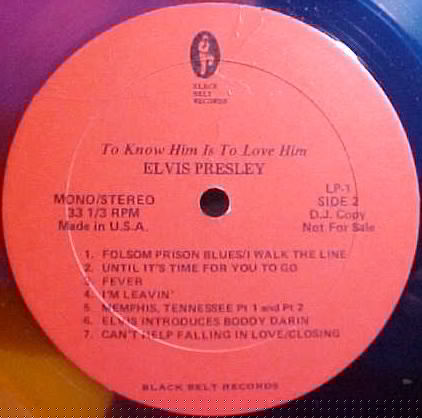 BLACK
BELT
RECORDS
To Know Him Is To Love Him
ELVIS PRESLEY
MONO/STEREO
33 1/3 RPM
Made in U.S.A.
LP-1
SIDE 2
D.J. Copy
Not For Sale
1. FOLSOM PRISON BLUES/I WALK THE LINE
2. UNTIL IT'S TIME FOR YOU TO GO
3. FEVER
4. I'M LEAVIN'
5. MEMPHIS, TENNESSEE Pt 1 and Pt 2
6. ELVIS INTRODUCES BODDY DARIN
7. CAN'T HELP FALLING IN LOVE/CLOSING
BLACK BELT RECORDS